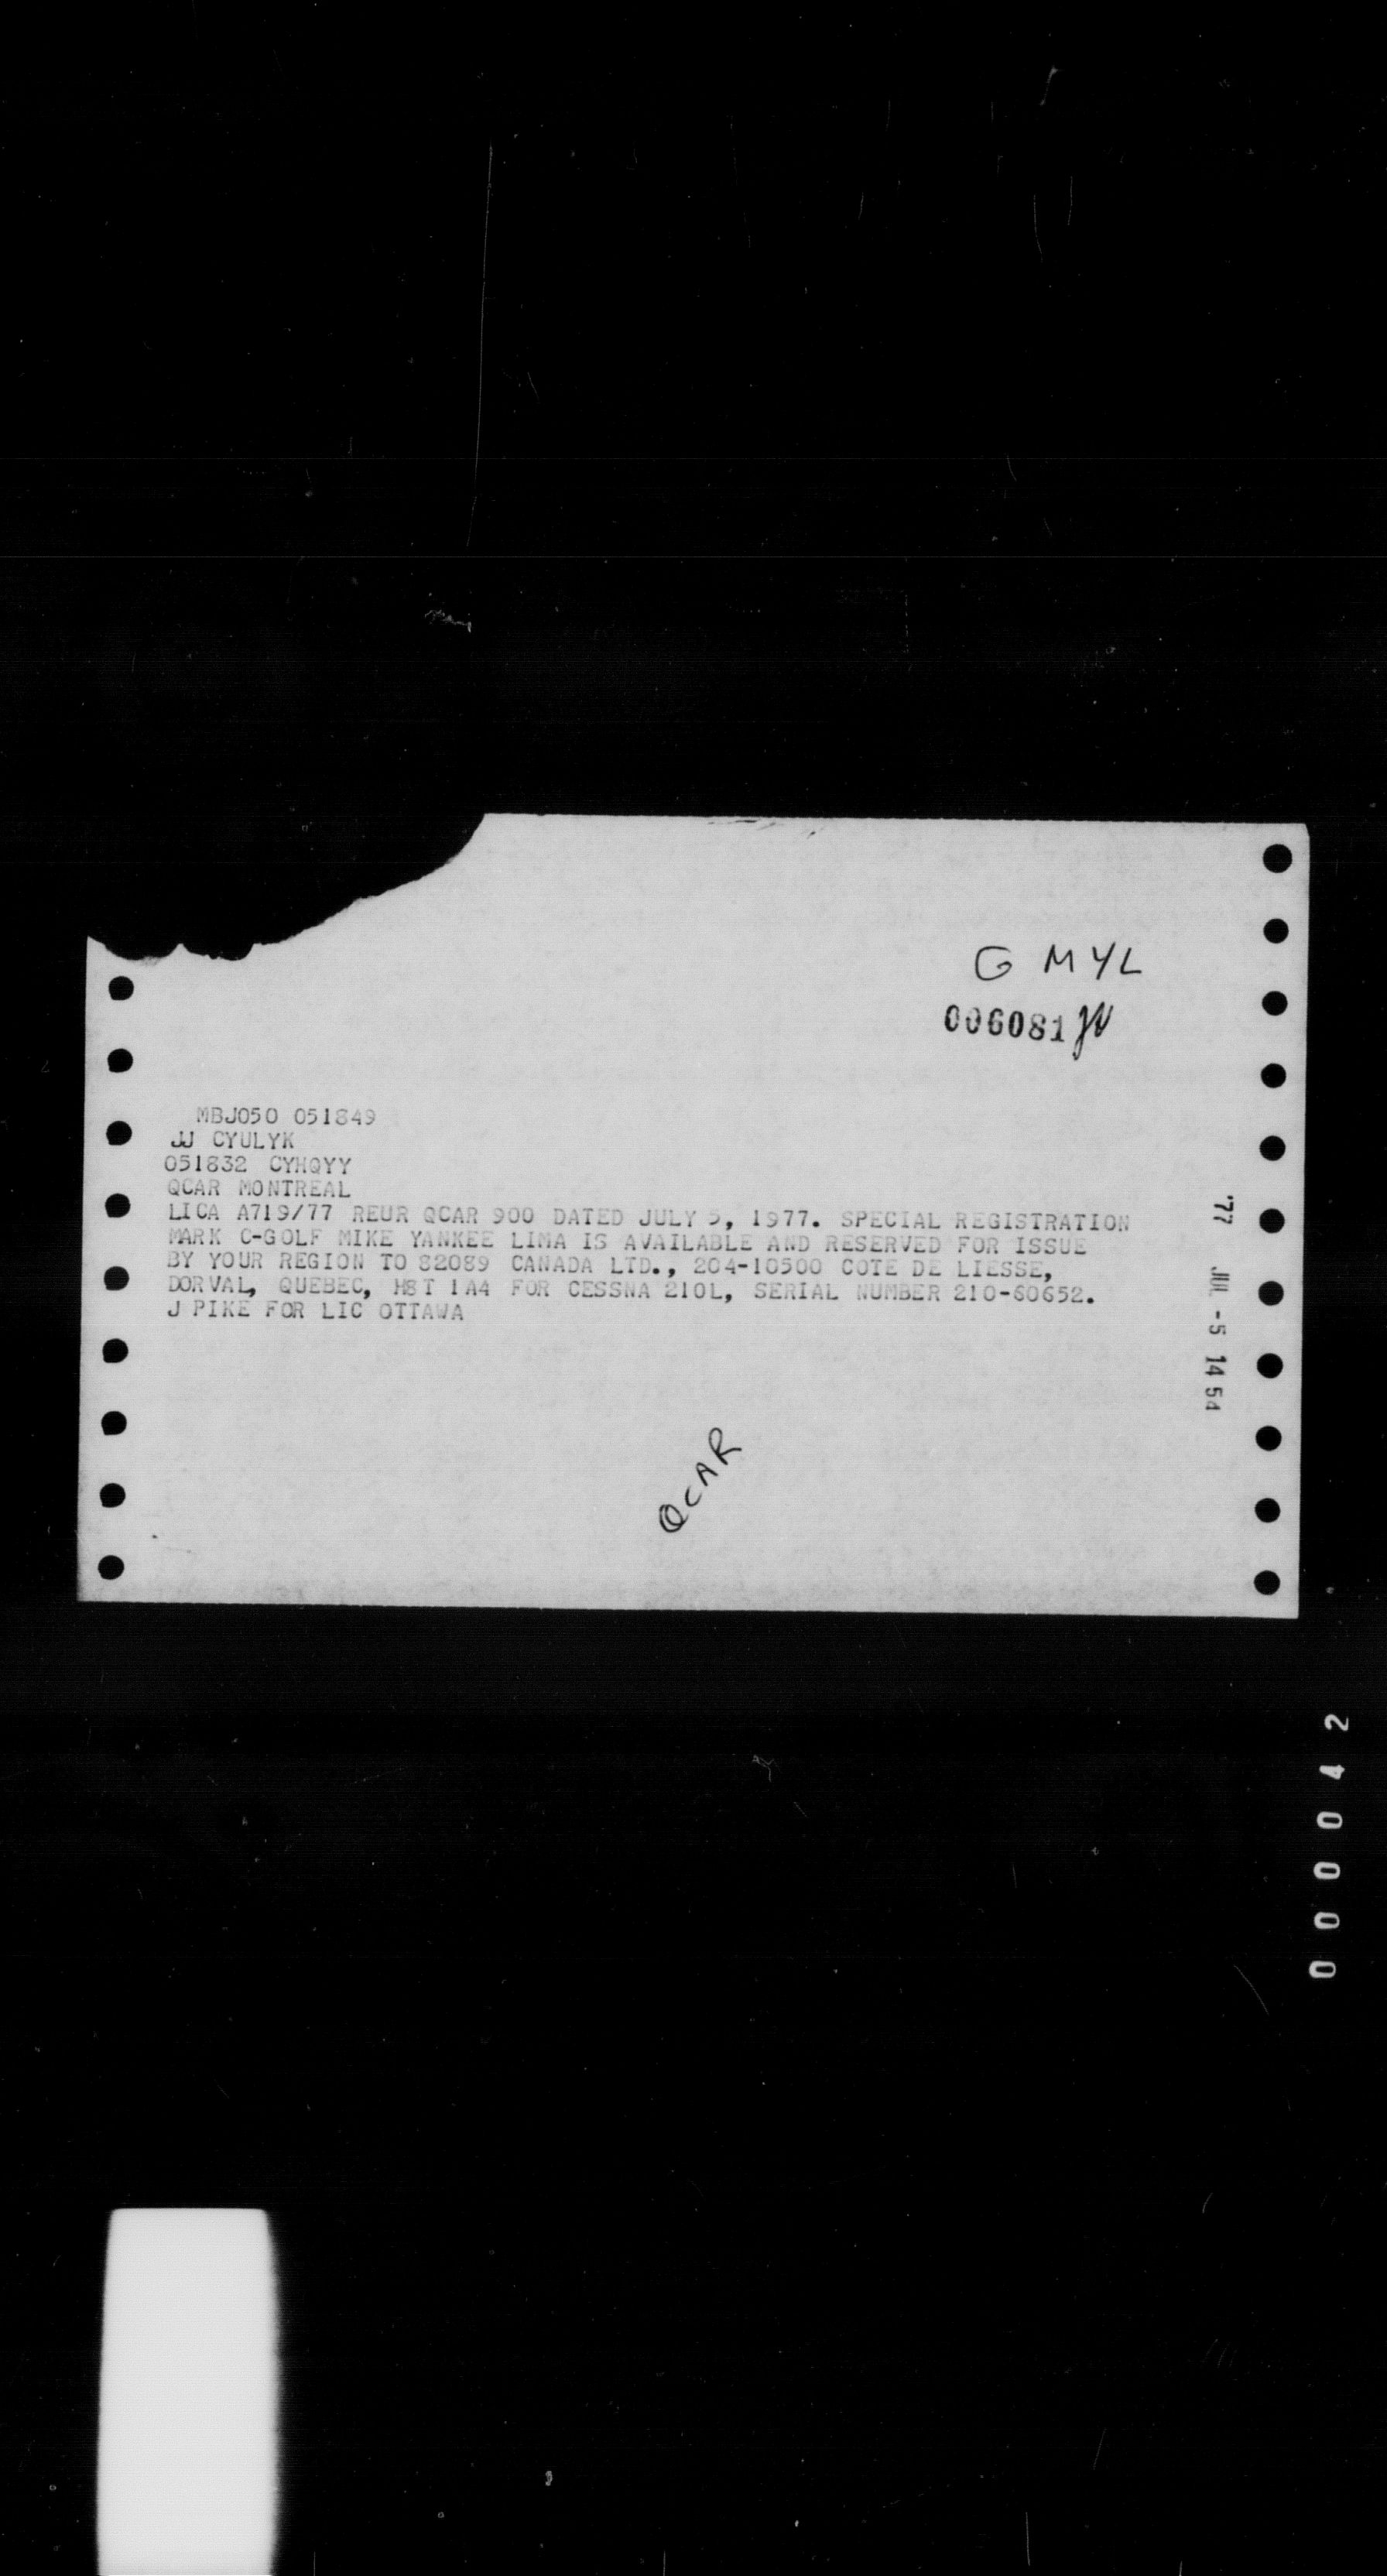 G MYL
006081
MBJ050 051849
JJ CYULYK
051832 CYHQYY
QCAR MONTREAL
LICA A719/77 REUR QCAR 900 DATED JULY 5, 1977. SPECIAL REGISTRATION
MARK C-GOLF MIKE YANKEE LIMA IS AVAILABLE AND RESERVED FOR ISSUE
BY YOUR REGION TO 82089 CANADA LTD., 204-10500 COTE DE LIESSE,
DORVAL, QUEBEC, H8T 1A4 FOR CESSNA 210L, SERIAL NUMBER 210-60652.
J PIKE FOR LIC OTTAWA
'77 JUL -5 14 54
QCAR
000042